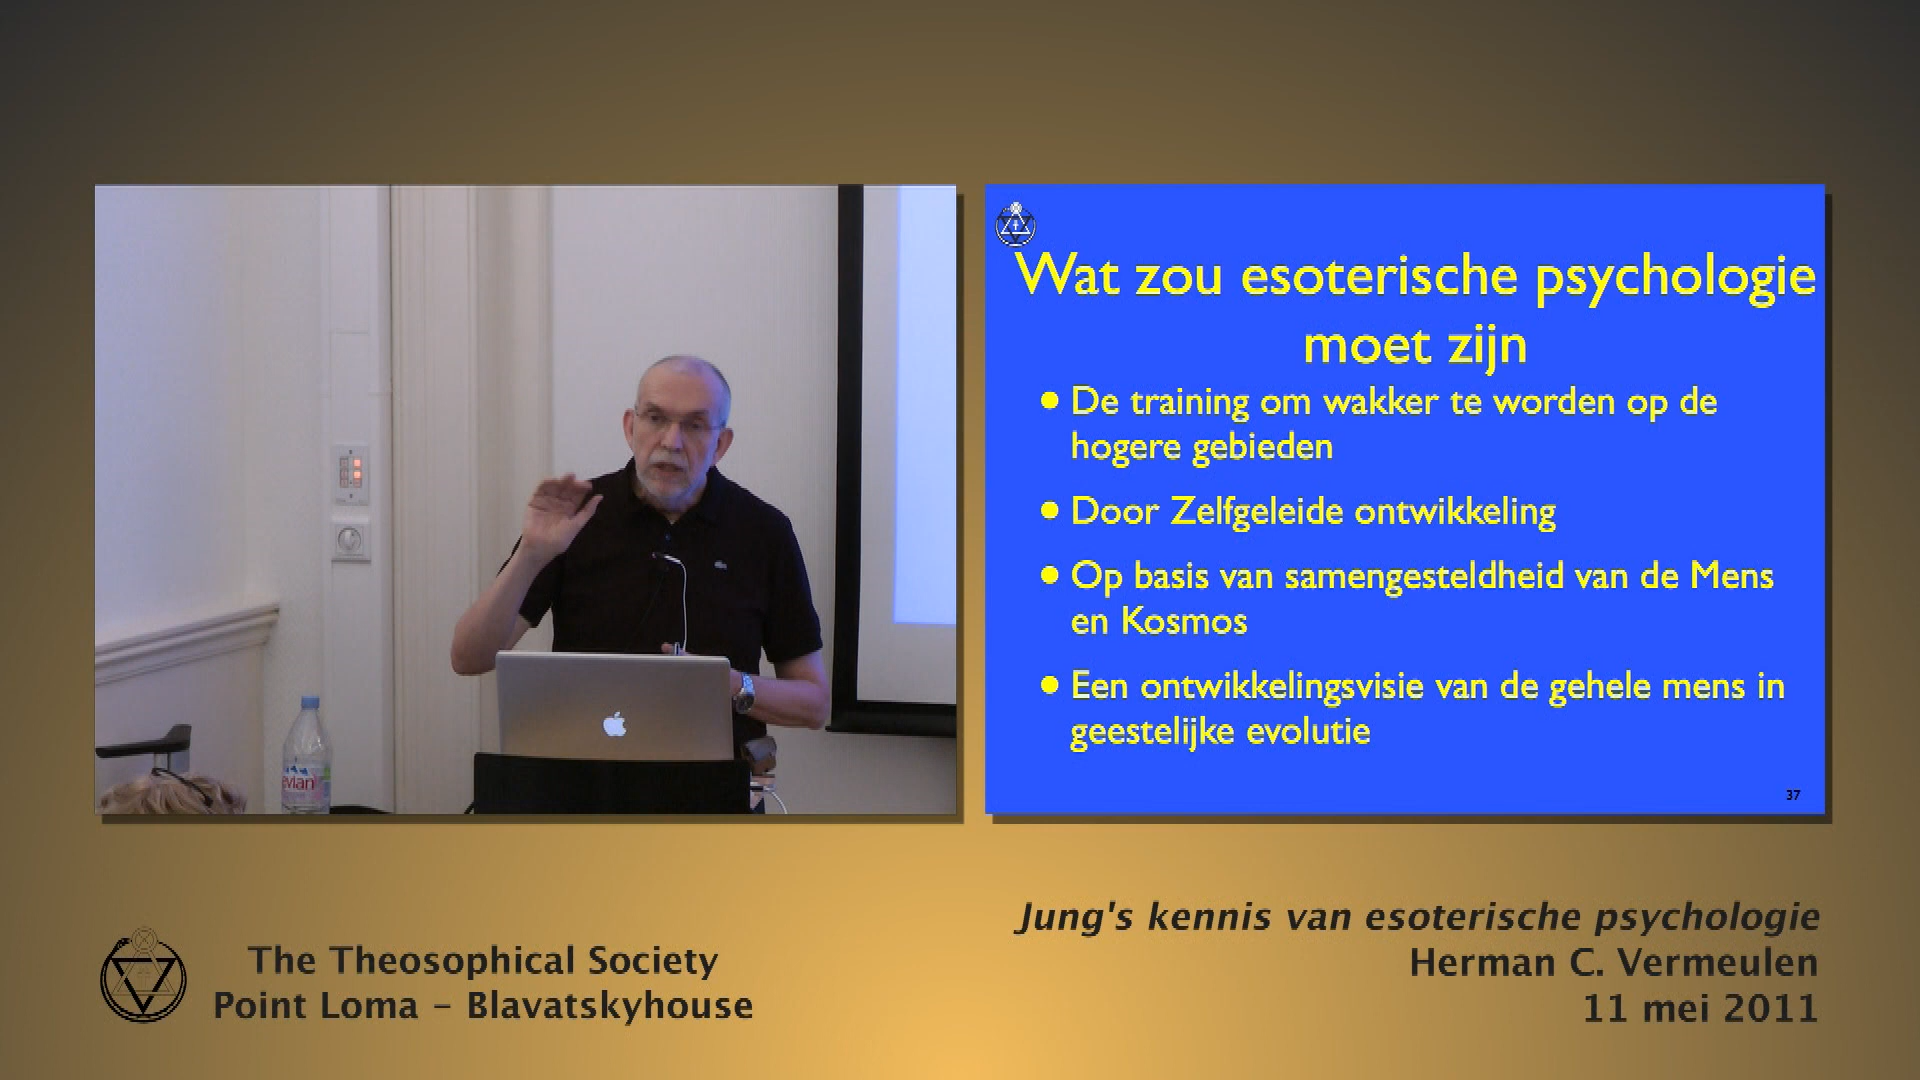 Wat zou esoterische psychologie
moet zijn
• De training om wakker te worden op de
hogere gebieden
• Door Zelfgeleide ontwikkeling
• Op basis van samengesteldheid van de Mens
en Kosmos
• Een ontwikkelingsvisie van de gehele mens in
geestelijke evolutie
37
evian
The Theosophical Society
Point Loma – Blavatskyhouse
Jung's kennis van esoterische psychologie
Herman C. Vermeulen
11 mei 2011